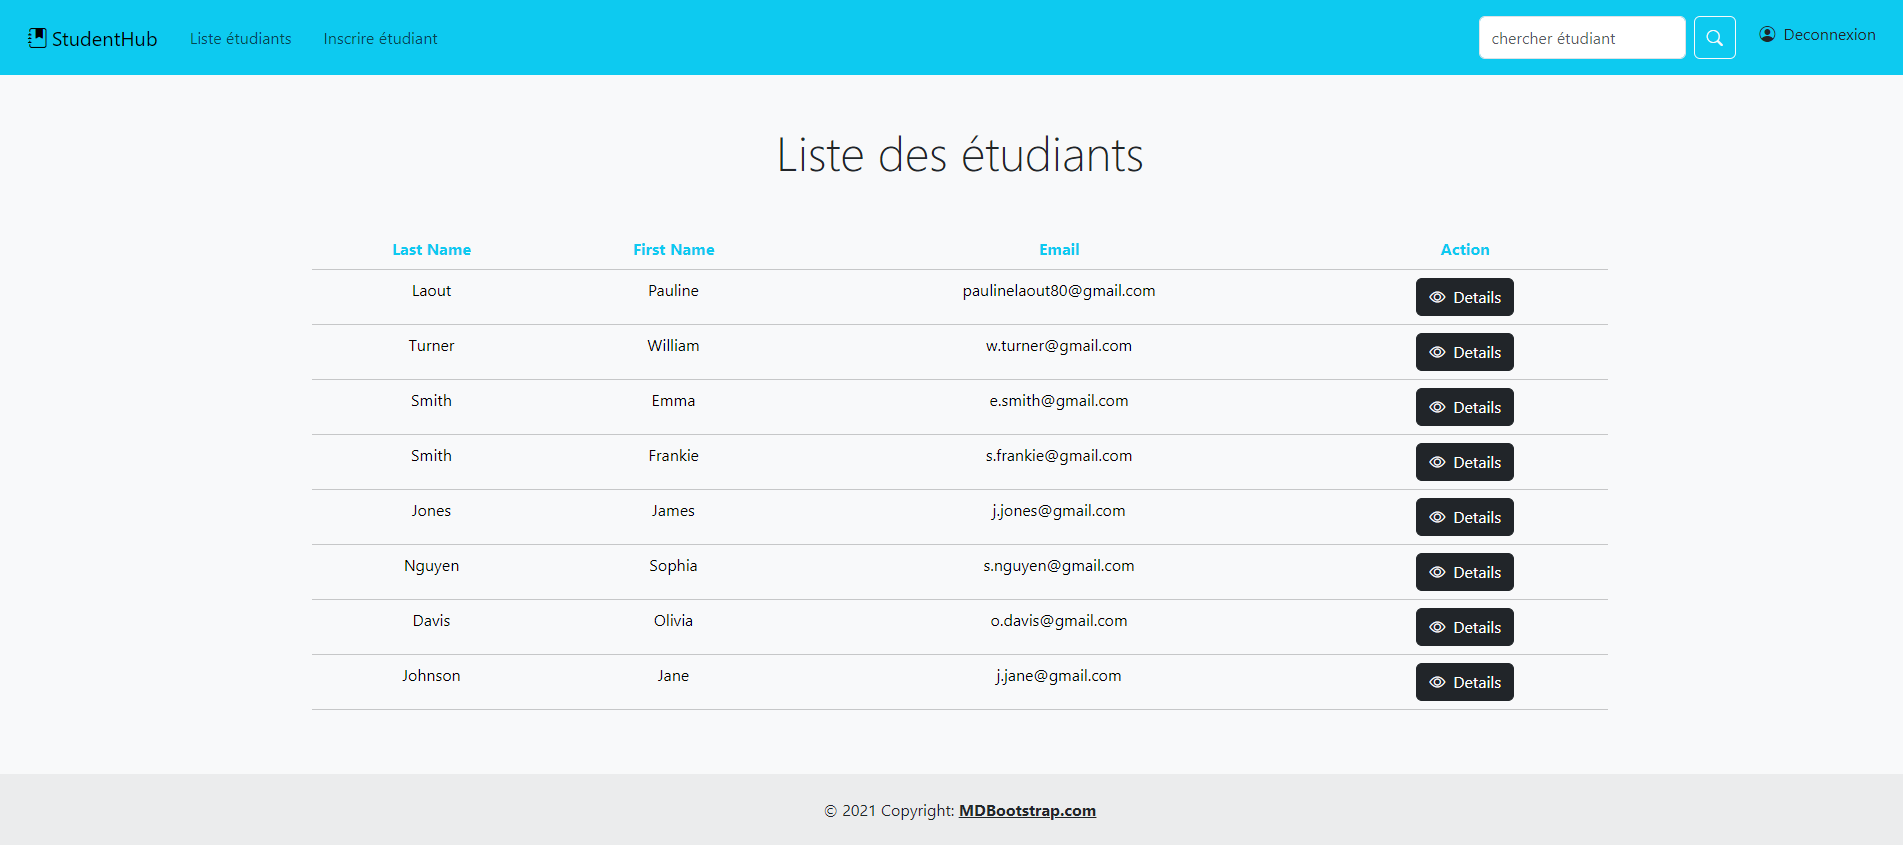 StudentHub Liste étudiants Inscrire étudiant chercher étudiant Deconnexion
Liste des étudiants
Last Name First Name Email Action
Laout Pauline paulinelaout80@gmail.com Details
Turner William w.turner@gmail.com Details
Smith Emma e.smith@gmail.com Details
Smith Frankie s.frankie@gmail.com Details
Jones James j.jones@gmail.com Details
Nguyen Sophia s.nguyen@gmail.com Details
Davis Olivia o.davis@gmail.com Details
Johnson Jane j.jane@gmail.com Details
© 2021 Copyright: MDBootstrap.com